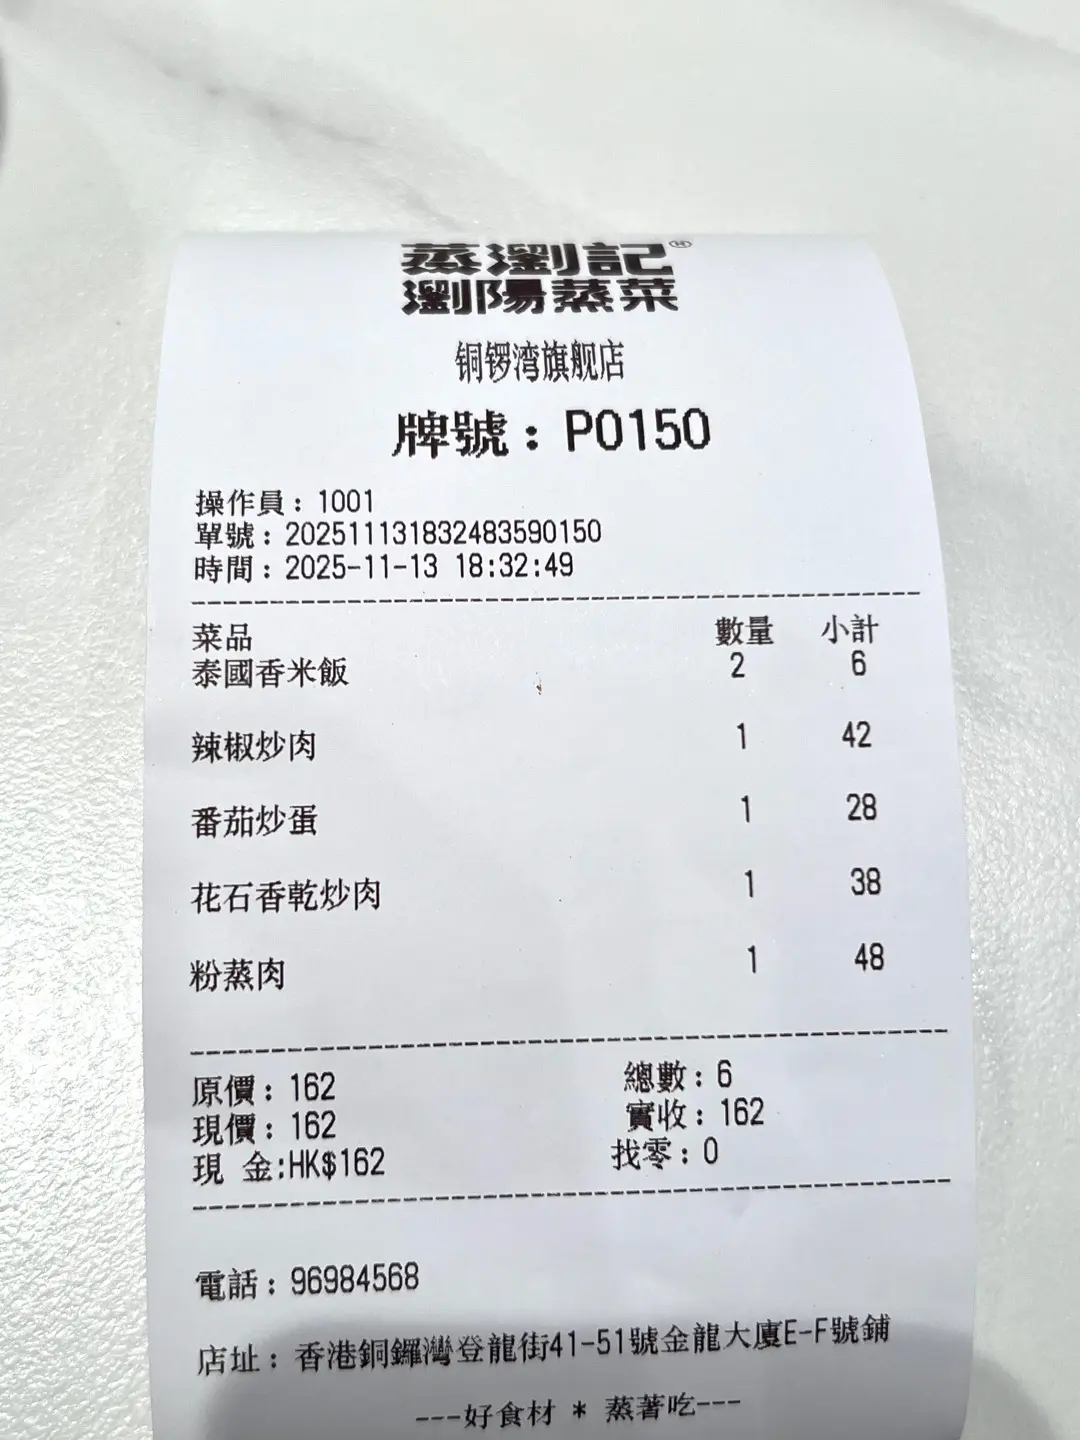 蒸瀏記®
瀏陽蒸菜
铜锣湾旗舰店
牌號：P0150
操作員：1001
單號：20251113183248359​0150
時間：2025-11-13 18:32:49
菜品 數量 小計
泰國香米飯 2 6
辣椒炒肉 1 42
番茄炒蛋 1 28
花石香乾炒肉 1 38
粉蒸肉 1 48
原價：162 總數：6
現價：162 實收：162
現 金:HK$162 找零：0
電話：96984568
店址：香港銅鑼灣登龍街41-51號金龍大廈E-F號鋪
---好食材 * 蒸著吃---